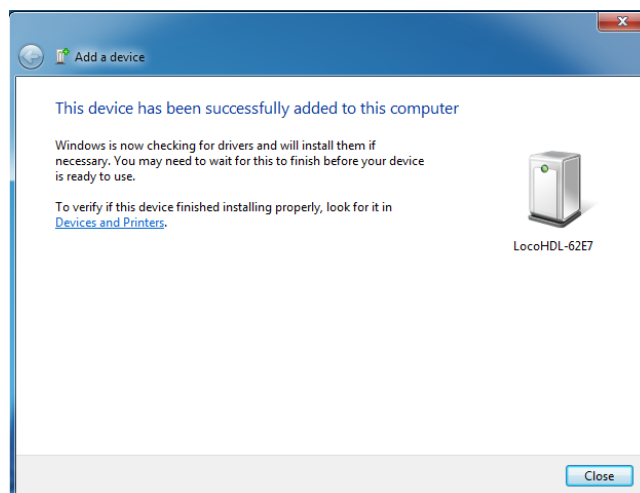 Add a device
This device has been successfully added to this computer
Windows is now checking for drivers and will install them if
necessary. You may need to wait for this to finish before your device
is ready to use.
To verify if this device finished installing properly, look for it in
Devices and Printers.
LocoHDL-62E7
Close